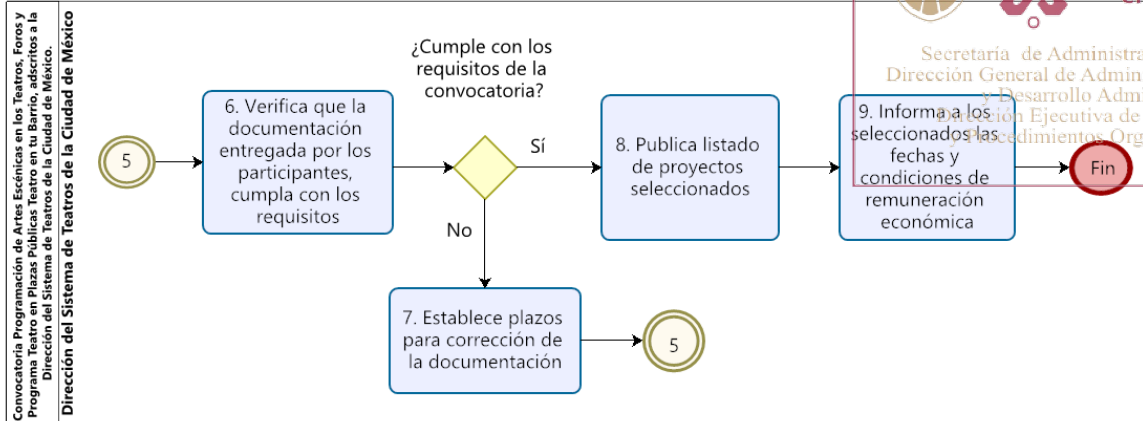 Convocatoria Programación de Artes Escénicas en los Teatros, Foros y
Programa Teatro en Plazas Públicas Teatro en tu Barrio, adscritos a la
Dirección del Sistema de Teatros de la Ciudad de México.
Dirección del Sistema de Teatros de la Ciudad de México
5
6. Verifica que la
documentación
entregada por los
participantes,
cumpla con los
requisitos
¿Cumple con los
requisitos de la
convocatoria?
Sí
No
7. Establece plazos
para corrección de
la documentación
5
8. Publica listado
de proyectos
seleccionados
9. Informa a los
seleccionados las
fechas y
condiciones de
remuneración
económica
Fin
Secretaría de Administra
Dirección General de Admin
y Desarrollo Admi
Dirección Ejecutiva de
Procedimientos Org